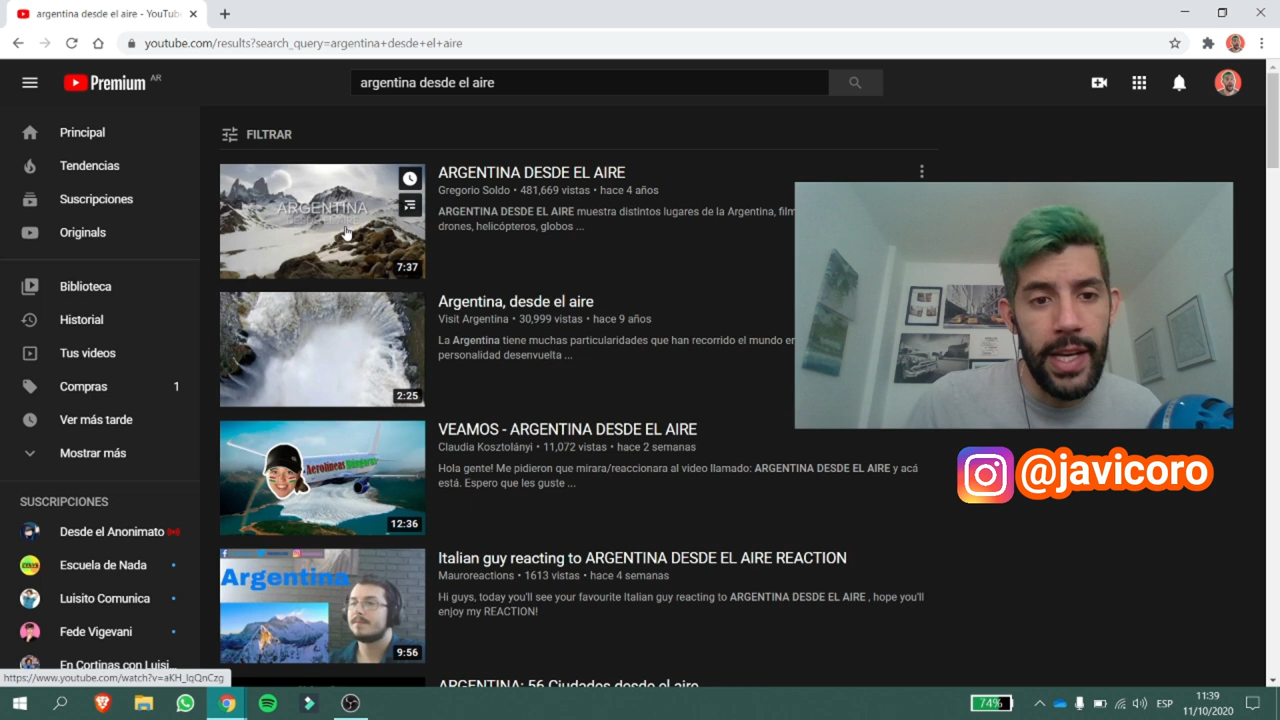 argentina desde el aire - YouTub
youtube.com/results?search_query=argentina+desde+el+aire
Premium AR
argentina desde el aire
Principal
Tendencias
Suscripciones
Originals
Biblioteca
Historial
Tus videos
Compras 1
Ver más tarde
Mostrar más
SUSCRIPCIONES
Desde el Anonimato
Escuela de Nada
Luisito Comunica
Fede Vigevani
En Cortinas con Luisi...
https://www.youtube.com/watch?v=aKH_lqQnCzg
FILTRAR
ARGENTINA
7:37
ARGENTINA DESDE EL AIRE
Gregorio Soldo • 481,669 vistas • hace 4 años
ARGENTINA DESDE EL AIRE muestra distintos lugares de la Argentina, film
drones, helicópteros, globos ...
2:25
Argentina, desde el aire
Visit Argentina • 30,999 vistas • hace 9 años
La Argentina tiene muchas particularidades que han recorrido el mundo en
personalidad desenvuelta ...
12:36
VEAMOS - ARGENTINA DESDE EL AIRE
Claudia Kosztolányi • 11,072 vistas • hace 2 semanas
Hola gente! Me pidieron que mirara/reaccionara al video llamado: ARGENTINA DESDE EL AIRE y acá
está. Espero que les guste ...
Argentina
9:56
Italian guy reacting to ARGENTINA DESDE EL AIRE REACTION
Mauroreactions • 1613 vistas • hace 4 semanas
Hi guys, today you'll see your favourite Italian guy reacting to ARGENTINA DESDE EL AIRE , hope you'll
enjoy my REACTION!
ARGENTINA: 56 Ciudades desde el aire
@javicoro
74%
ESP
11:39
11/10/2020